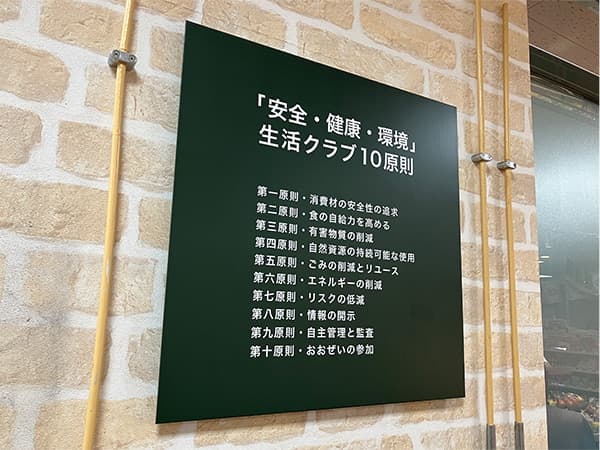 「安全・健康・環境」
生活クラブ10原則
第一原則・消費材の安全性の追求
第二原則・食の自給力を高める
第三原則・有害物質の削減
第四原則・自然資源の持続可能な使用
第五原則・ごみの削減とリユース
第六原則・エネルギーの削減
第七原則・リスクの低減
第八原則・情報の開示
第九原則・自主管理と監査
第十原則・おおぜいの参加